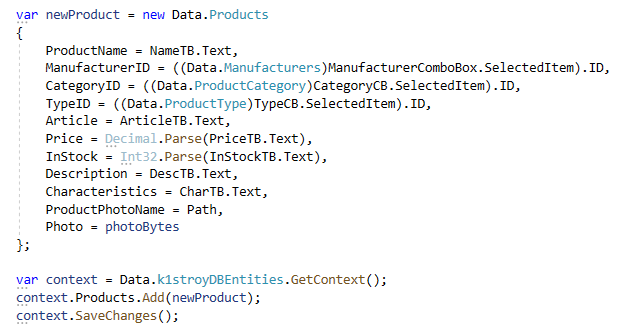 var newProduct = new Data.Products
{
    ProductName = NameTB.Text,
    ManufacturerID = ((Data.Manufacturers)ManufacturerComboBox.SelectedItem).ID,
    CategoryID = ((Data.ProductCategory)CategoryCB.SelectedItem).ID,
    TypeID = ((Data.ProductType)TypeCB.SelectedItem).ID,
    Article = ArticleTB.Text,
    Price = Decimal.Parse(PriceTB.Text),
    InStock = Int32.Parse(InStockTB.Text),
    Description = DescTB.Text,
    Characteristics = CharTB.Text,
    ProductPhotoName = Path,
    Photo = photoBytes
};

var context = Data.k1stroyDBEntities.GetContext();
context.Products.Add(newProduct);
context.SaveChanges();